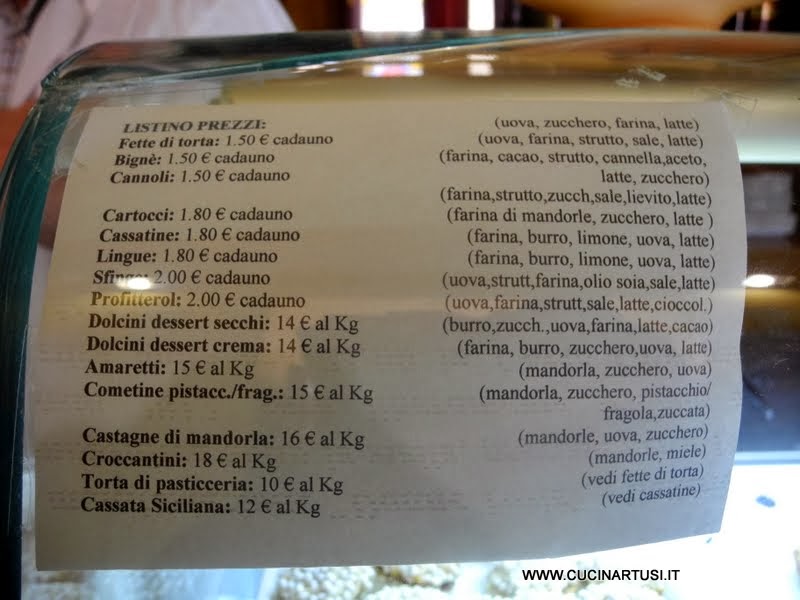 LISTINO PREZZI:
Fette di torta: 1.50 € cadauno (uova, zucchero, farina, latte)
Bignè: 1.50 € cadauno (uova, farina, strutto, sale, latte)
Cannoli: 1.50 € cadauno (farina, cacao, strutto, cannella,aceto,
latte, zucchero)
Cartocci: 1.80 € cadauno (farina,strutto,zucch,sale,lievito,latte)
Cassatine: 1.80 € cadauno (farina di mandorle, zucchero, latte )
Lingue: 1.80 € cadauno (farina, burro, limone, uova, latte)
(farina, burro, limone, uova, latte)
Sfinge: 2.00 € cadauno (uova,strutt,farina,olio soia,sale,latte)
Profitterol: 2.00 € cadauno (uova,farina,strutt,sale,latte,cioccol.)
Dolcini dessert secchi: 14 € al Kg (burro,zucch.,uova,farina,latte,cacao)
Dolcini dessert crema: 14 € al Kg (farina, burro, zucchero,uova, latte)
Amaretti: 15 € al Kg (mandorla, zucchero, uova)
Cometine pistacc./frag.: 15 € al Kg (mandorla, zucchero, pistacchio/
fragola,zuccata)
Castagne di mandorla: 16 € al Kg (mandorle, uova, zucchero)
Croccantini: 18 € al Kg (mandorle, miele)
Torta di pasticceria: 10 € al Kg (vedi fette di torta)
Cassata Siciliana: 12 € al Kg (vedi cassatine)
WWW.CUCINARTUSI.IT